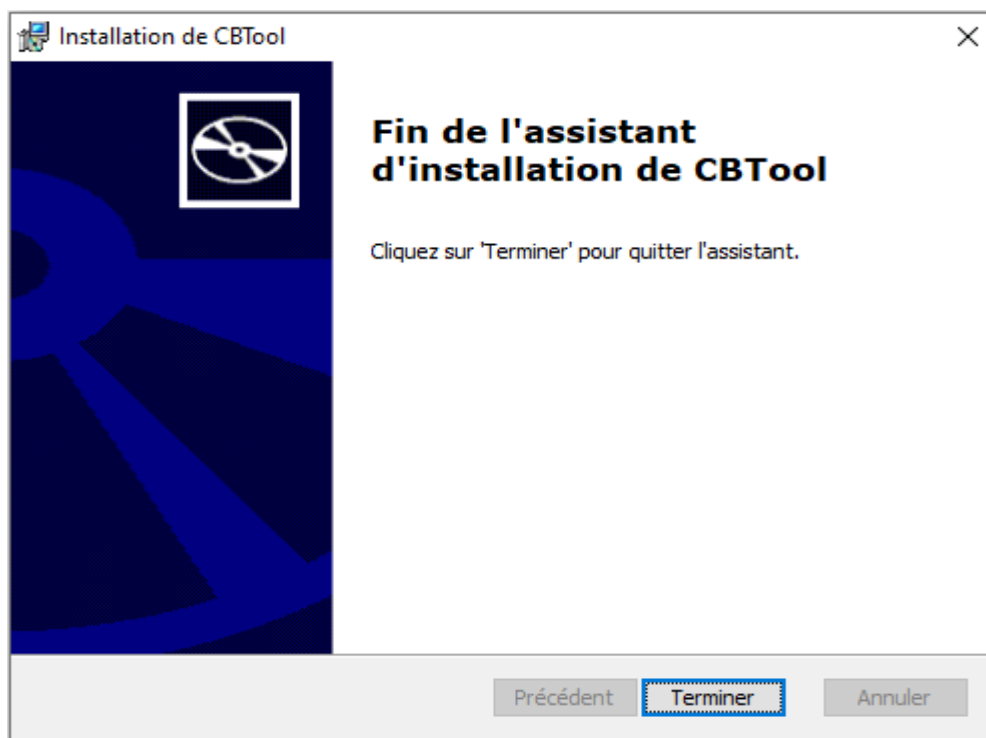 Installation de CBTool
Fin de l'assistant
d'installation de CBTool
Cliquez sur 'Terminer' pour quitter l'assistant.
Précédent
Terminer
Annuler